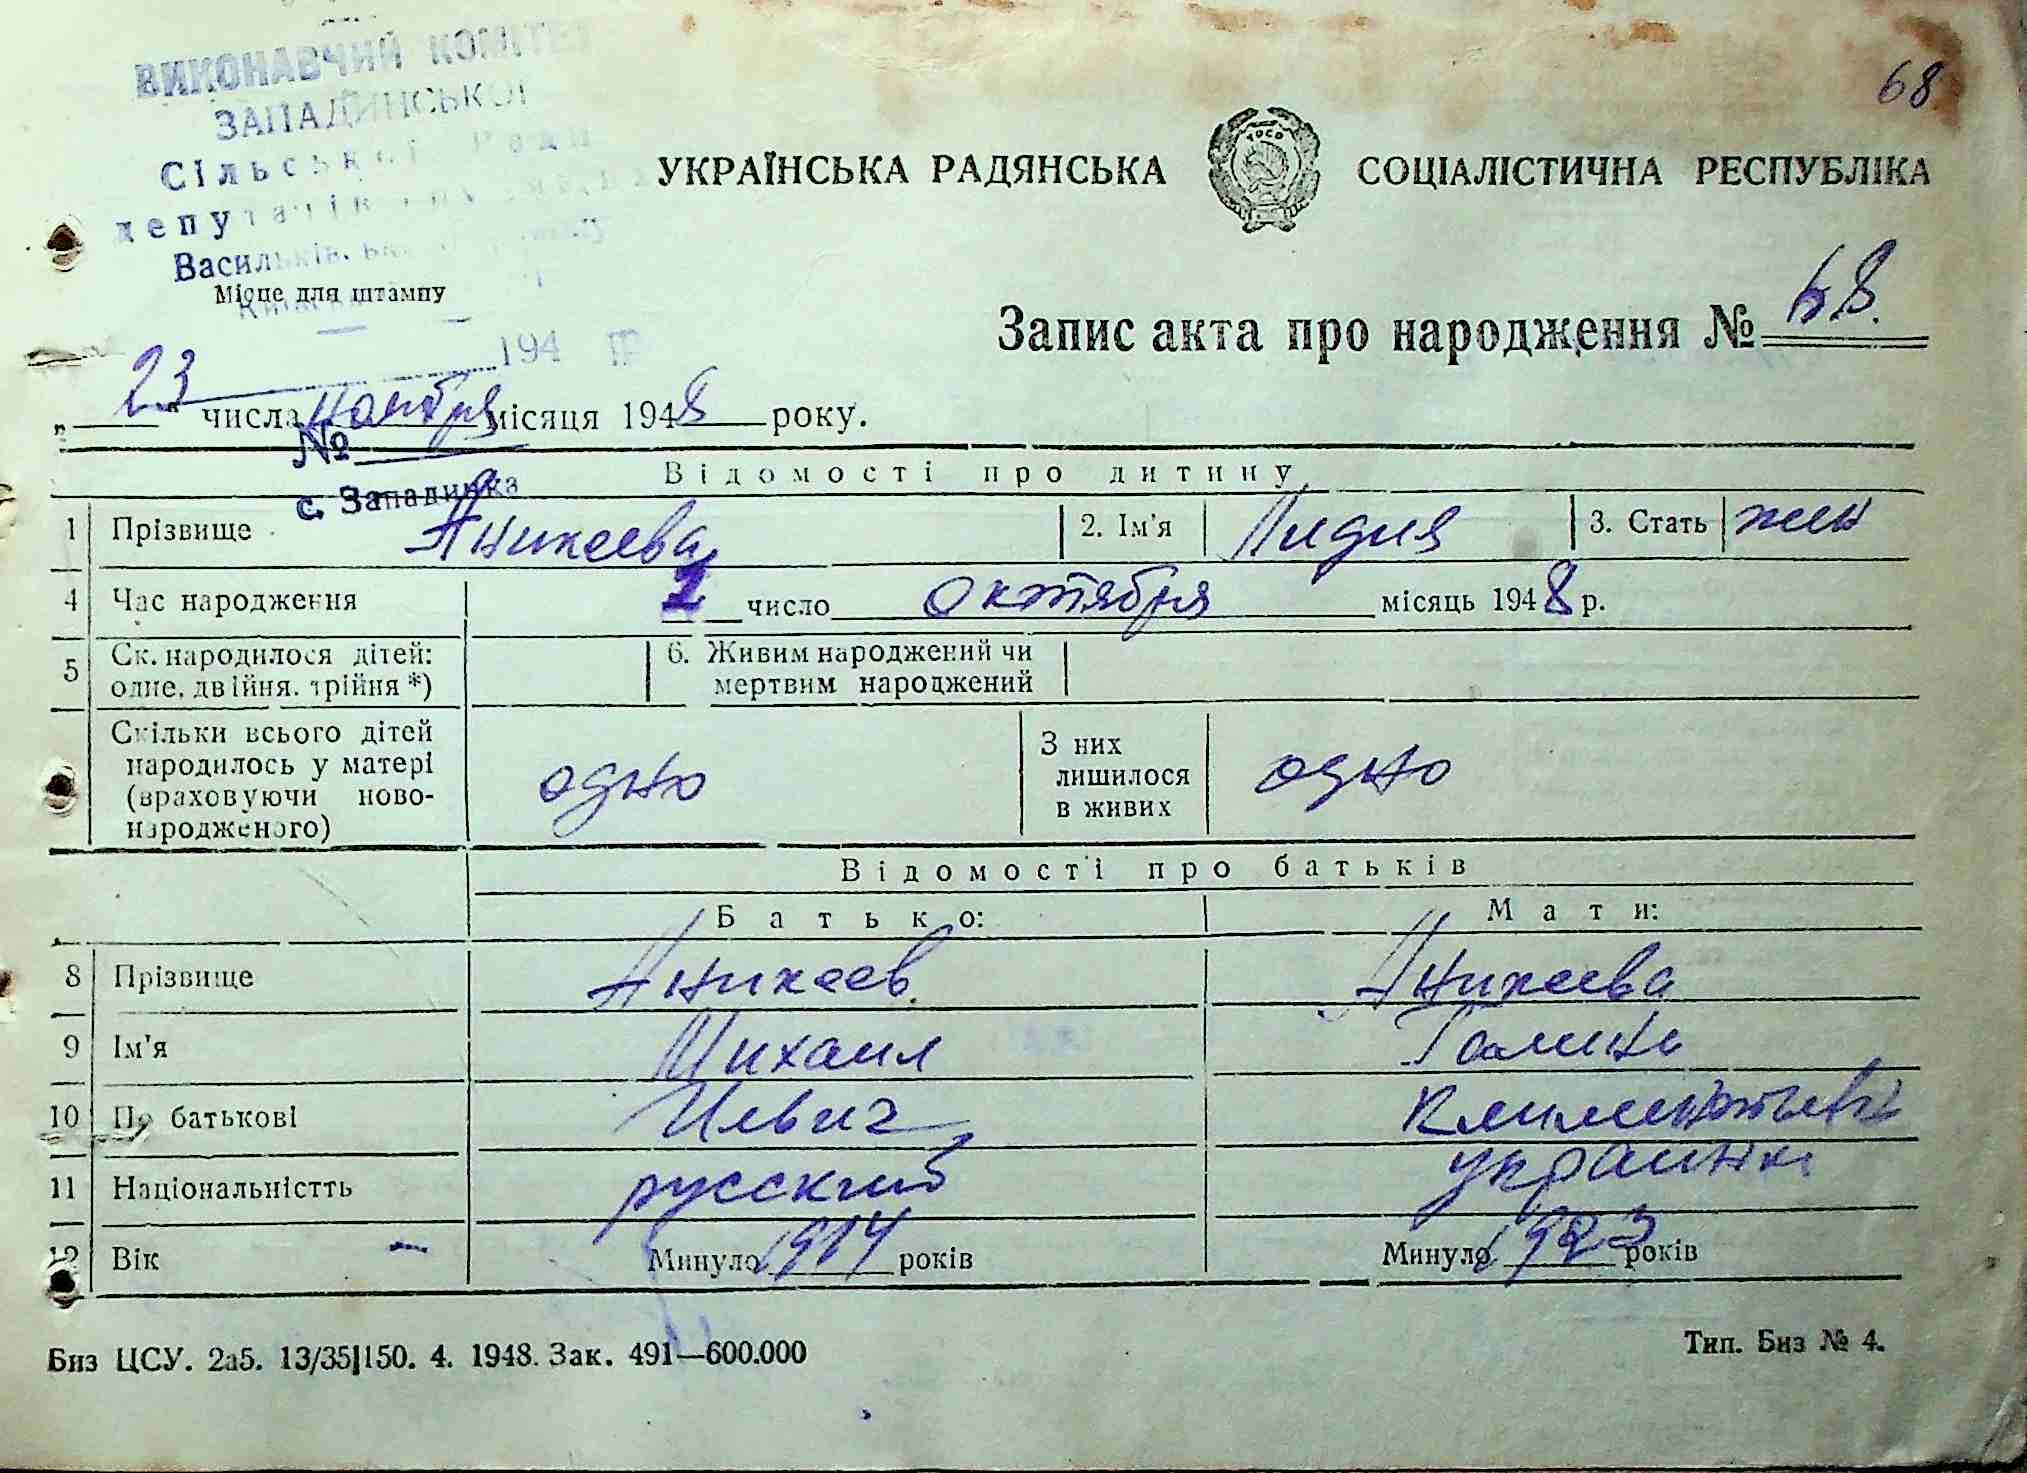 68
ВИКОНАВЧИЙ КОМІТЕТ
ЗАПАДИНСЬКОЇ
Сільської Ради
депутатів
Васильків.
Місце для штампу
УКРАЇНСЬКА РАДЯНСЬКА СОЦІАЛІСТИЧНА РЕСПУБЛІКА
Запис акта про народження № 68.
194 р
„ 23 " числа ноября місяця 1948 року.
№
с. Западинка
Відомості про дитину
1 Прізвище Аникеева 2. Ім'я Лидия 3. Стать жен
4 Час народження 2 число октября місяць 1948 р.
5 Ск. народилося дітей: одне, двійня, трійня *) 6. Живим народжений чи мертвим народжений
Скільки всього дітей народилось у матері (враховуючи новонародженого) одно З них лишилося в живих одно
Відомості про батьків
Батько: Мати:
8 Прізвище Аникеев Аникеева
9 Ім'я Михаил Галина
10 По батькові Ильич
11 Національністть русский украинк
12 Вік Минуло 1914 років Минуло 1923 років
Биз ЦСУ. 2а5. 13/35|150. 4. 1948. Зак. 491—600.000 Тип. Биз № 4.